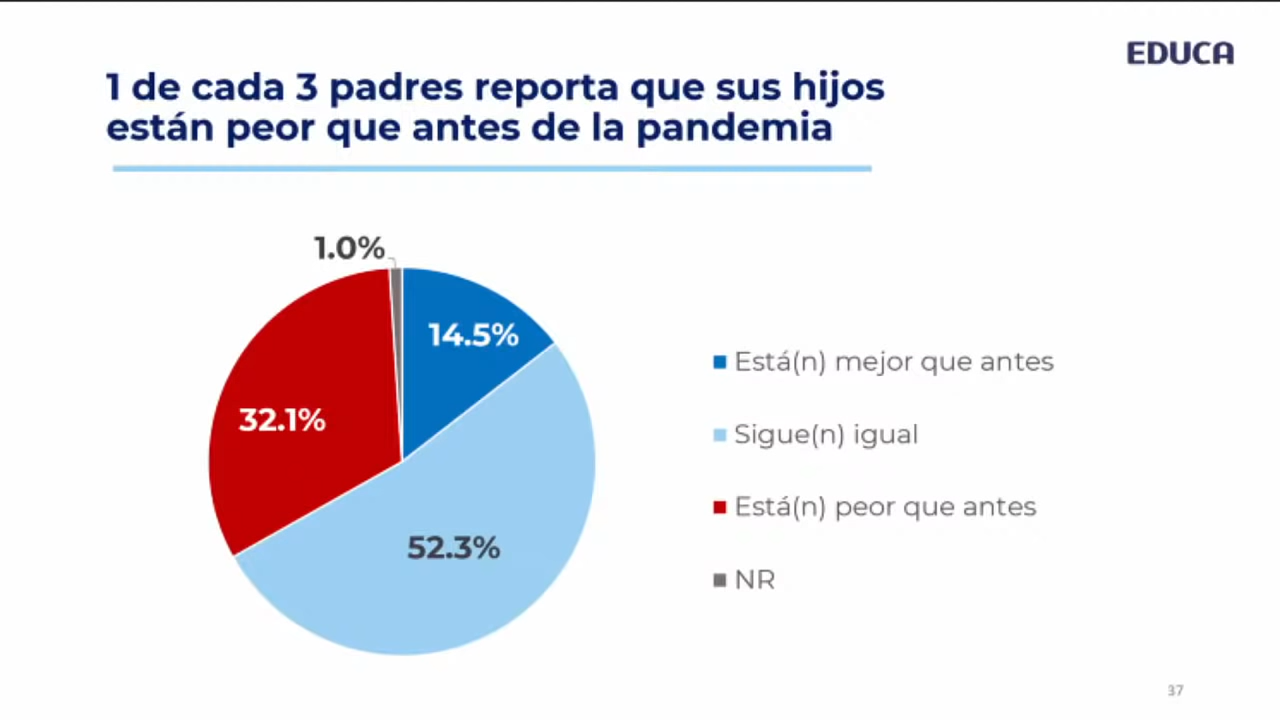 EDUCA
1 de cada 3 padres reporta que sus hijos
están peor que antes de la pandemia
1.0%
14.5%
32.1%
52.3%
Está(n) mejor que antes
Sigue(n) igual
Está(n) peor que antes
NR
37